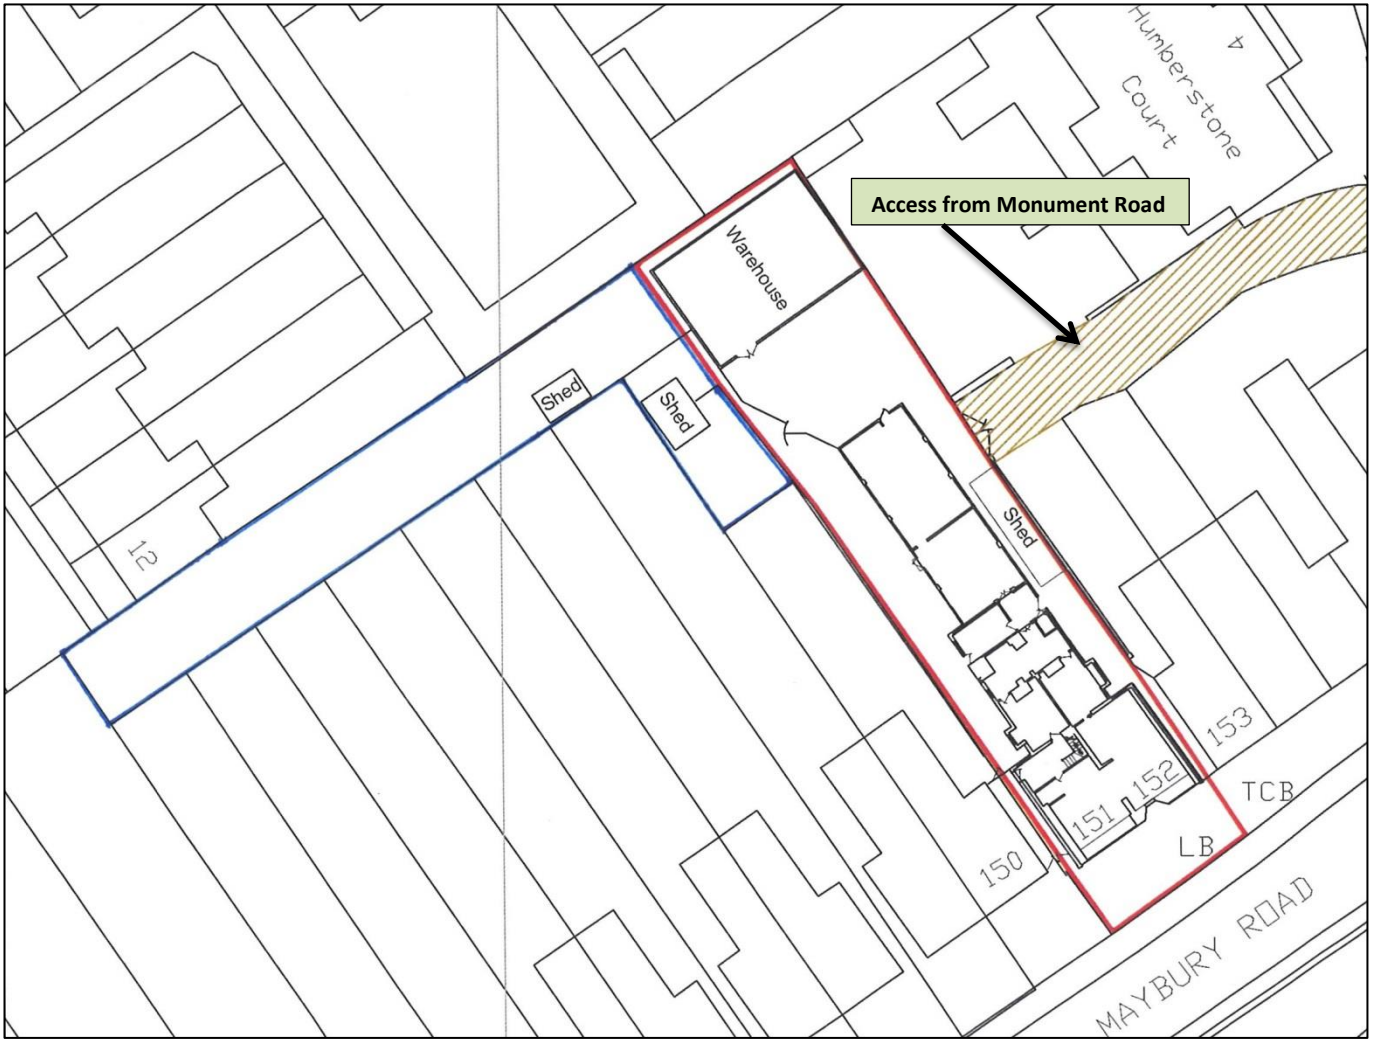 Humberstone
Court
4
Access from Monument Road
Warehouse
Shed
Shed
Shed
12
153
152
151
TCB
LB
150
MAYBURY ROAD